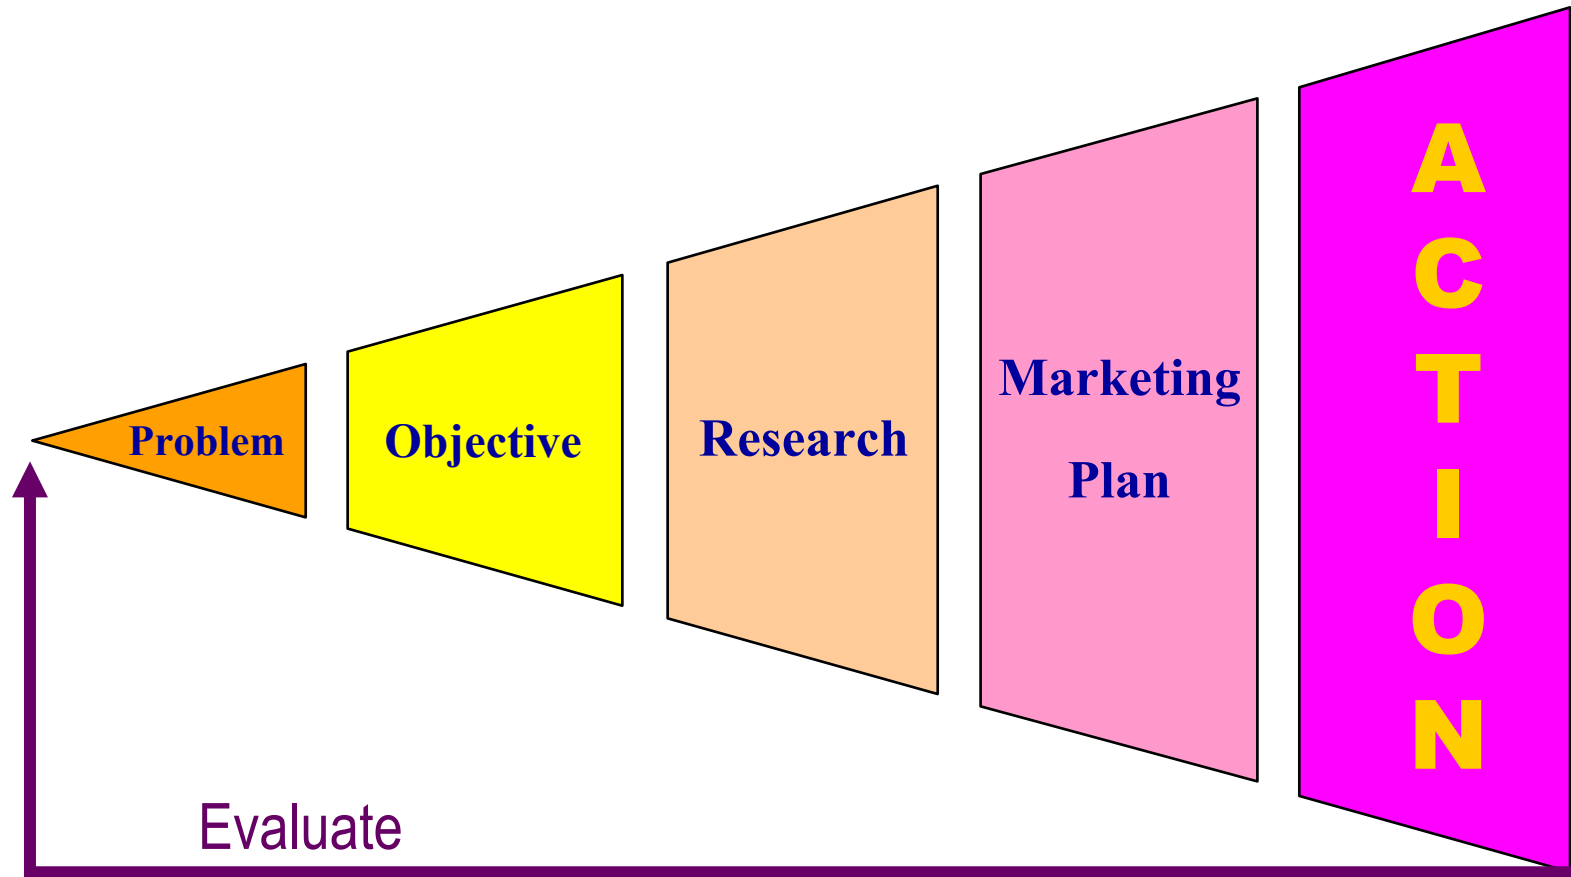 Problem
Objective
Research
Marketing
Plan
A
C
T
I
O
N
Evaluate